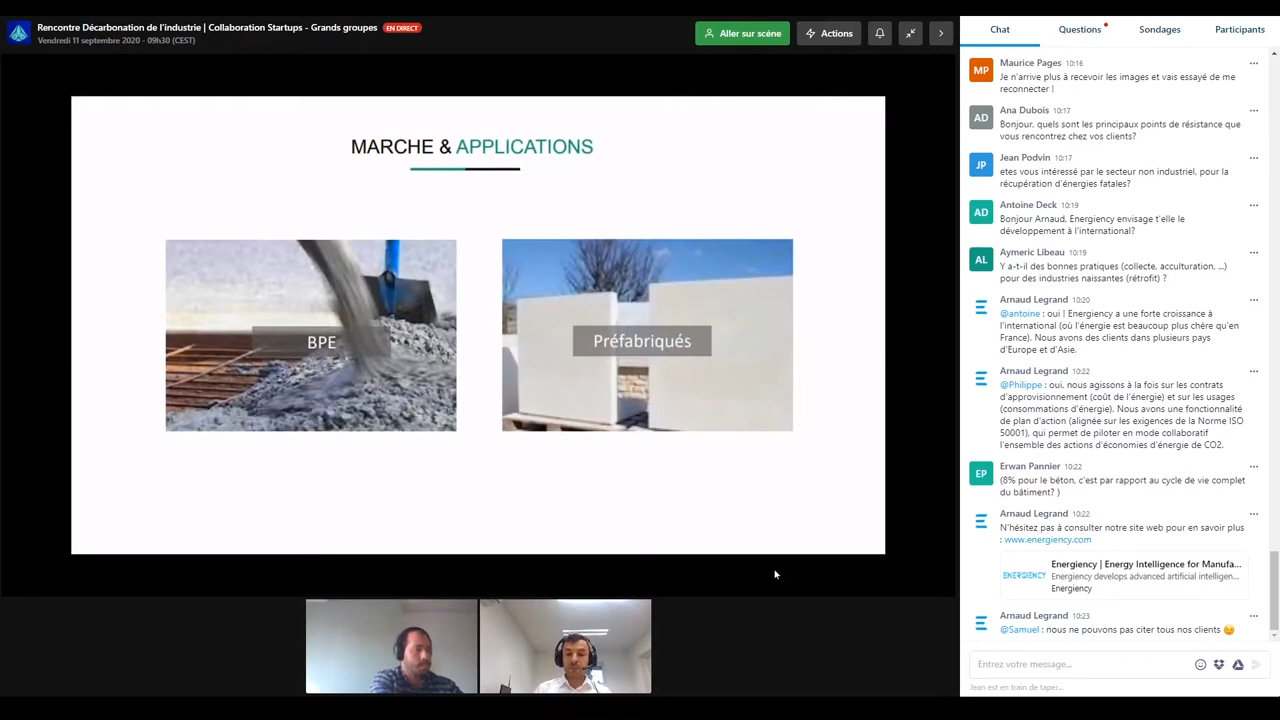 Rencontre Décarbonation de l'industrie | Collaboration Startups - Grands groupes EN DIRECT
Vendredi 11 septembre 2020 - 09h30 (CEST)
Aller sur scène
Actions
MARCHE & APPLICATIONS
BPE
Préfabriqués
Chat
Questions
Sondages
Participants
MP
Maurice Pages 10:16
Je n'arrive plus à recevoir les images et vais essayé de me
reconnecter !
AD
Ana Dubois 10:17
Bonjour, quels sont les principaux points de résistance que
vous rencontrez chez vos clients?
JP
Jean Podvin 10:17
etes vous intéressé par le secteur non industriel, pour la
récupération d'énergies fatales?
AD
Antoine Deck 10:19
Bonjour Arnaud, Energiency envisage t'elle le
développement à l'international?
AL
Aymeric Libeau 10:19
Y a-t-il des bonnes pratiques (collecte, acculturation, ...)
pour des industries naissantes (rétrofit) ?
Arnaud Legrand 10:20
@antoine : oui | Energiency a une forte croissance à
l'international (où l'énergie est beaucoup plus chère qu'en
France). Nous avons des clients dans plusieurs pays
d'Europe et d'Asie.
Arnaud Legrand 10:22
@Philippe : oui, nous agissons à la fois sur les contrats
d'approvisionnement (coût de l'énergie) et sur les usages
(consommations d'énergie). Nous avons une fonctionnalité
de plan d'action (alignée sur les exigences de la Norme ISO
50001), qui permet de piloter en mode collaboratif
l'ensemble des actions d'économies d'énergie de CO2.
EP
Erwan Pannier 10:22
(8% pour le béton, c'est par rapport au cycle de vie complet
du bâtiment? )
Arnaud Legrand 10:22
N'hésitez pas à consulter notre site web pour en savoir plus
: www.energiency.com
ENERGIENCY
Energiency | Energy Intelligence for Manufa...
Energiency develops advanced artificial intelligen...
Energiency
Arnaud Legrand 10:23
@Samuel : nous ne pouvons pas citer tous nos clients 😉
Entrez votre message...
Jean est en train de taper...